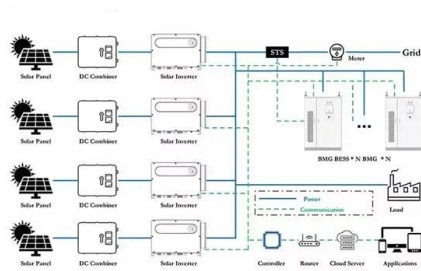 STS
Grid
Meter
Solar Panel DC Combiner Solar Inverter
Solar Panel DC Combiner Solar Inverter
BMG BESS * N BMG * N
Solar Panel DC Combiner Solar Inverter
Power
Communication
Load
Solar Panel DC Combiner Solar Inverter
Controller Router Cloud Server Applications